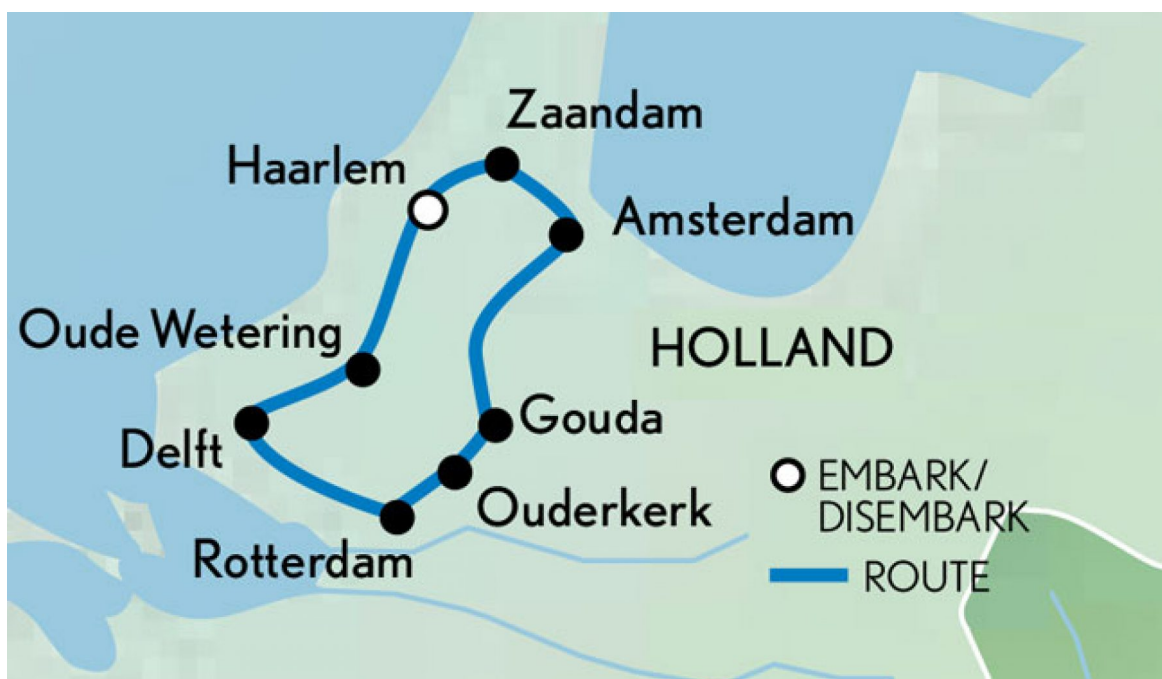 Zaandam
Haarlem
Amsterdam
Oude Wetering
HOLLAND
Gouda
Delft
Ouderkerk
Rotterdam
EMBARK/
DISEMBARK
ROUTE